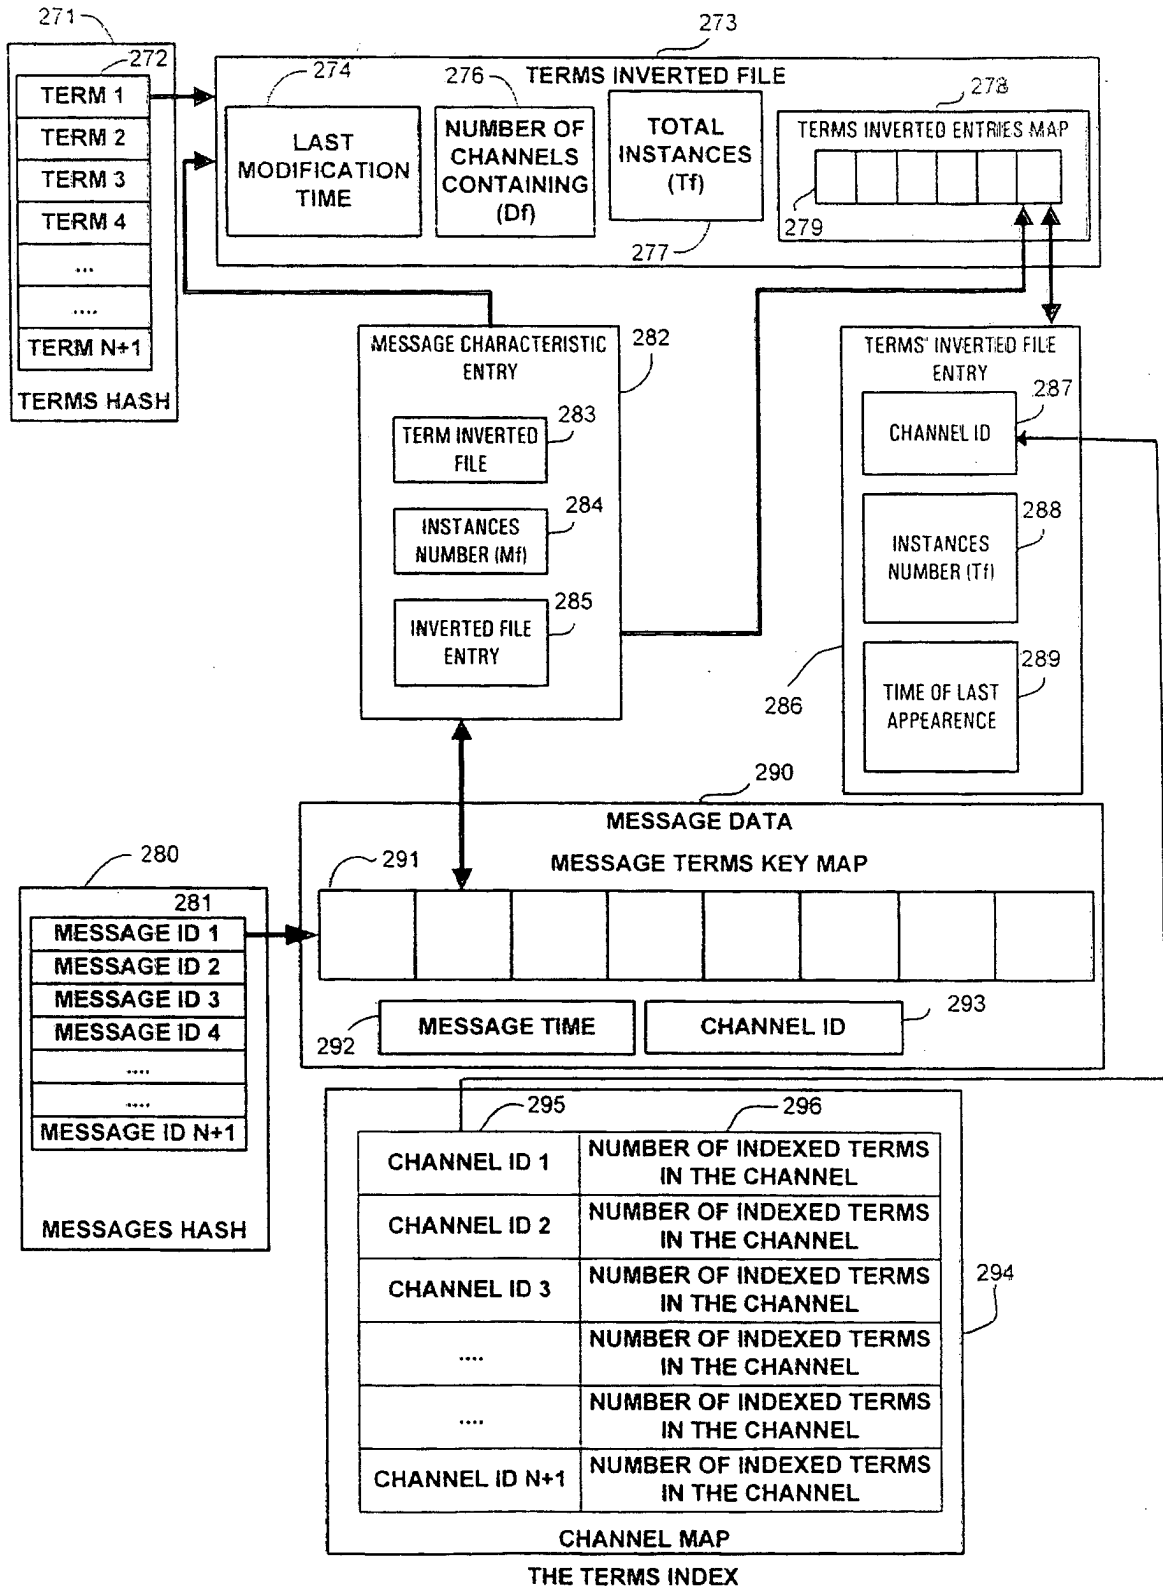 271
272
TERM 1
TERM 2
TERM 3
TERM 4
...
....
TERM N+1
TERMS HASH
273
TERMS INVERTED FILE
274
LAST
MODIFICATION
TIME
276
NUMBER OF
CHANNELS
CONTAINING
(Df)
TOTAL
INSTANCES
(Tf)
277
278
TERMS INVERTED ENTRIES MAP
279
MESSAGE CHARACTERISTIC
ENTRY
282
TERM INVERTED
FILE
283
INSTANCES
NUMBER (Mf)
284
INVERTED FILE
ENTRY
285
TERMS' INVERTED FILE
ENTRY
287
CHANNEL ID
288
INSTANCES
NUMBER (Tf)
289
TIME OF LAST
APPEARENCE
286
290
MESSAGE DATA
MESSAGE TERMS KEY MAP
291
292
MESSAGE TIME
CHANNEL ID
293
280
281
MESSAGE ID 1
MESSAGE ID 2
MESSAGE ID 3
MESSAGE ID 4
....
....
MESSAGE ID N+1
MESSAGES HASH
295
296
CHANNEL ID 1
NUMBER OF INDEXED TERMS
IN THE CHANNEL
CHANNEL ID 2
NUMBER OF INDEXED TERMS
IN THE CHANNEL
CHANNEL ID 3
NUMBER OF INDEXED TERMS
IN THE CHANNEL
....
NUMBER OF INDEXED TERMS
IN THE CHANNEL
....
NUMBER OF INDEXED TERMS
IN THE CHANNEL
CHANNEL ID N+1
NUMBER OF INDEXED TERMS
IN THE CHANNEL
294
CHANNEL MAP
THE TERMS INDEX